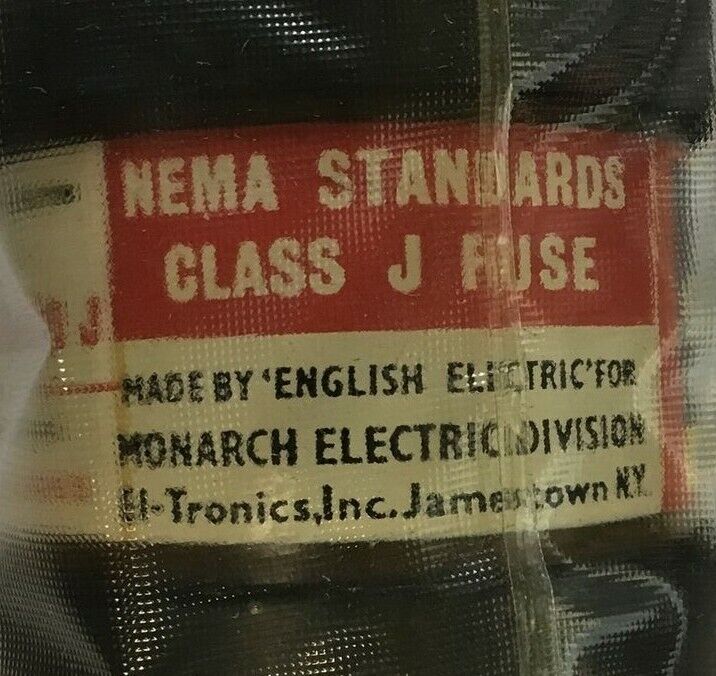 NEMA STANDARDS
CLASS J FUSE
MADE BY 'ENGLISH ELECTRIC' FOR
MONARCH ELECTRIC DIVISION
El-Tronics, Inc. Jamestown N.Y.